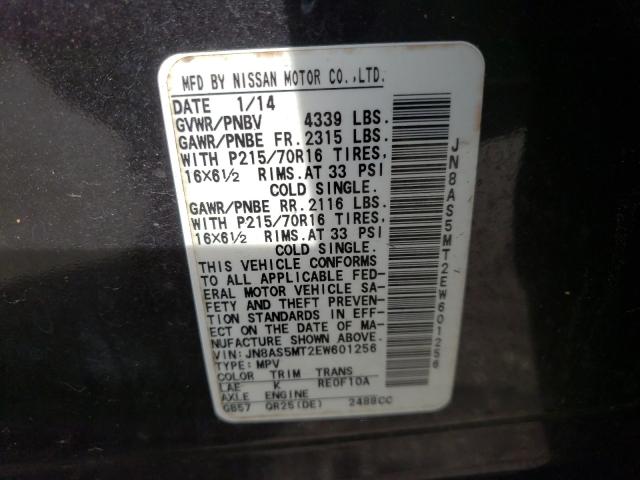 MFD BY NISSAN MOTOR CO.,LTD.
DATE 1/14
GVWR/PNBV 4339 LBS.
GAWR/PNBE FR. 2315 LBS.
WITH P215/70R16 TIRES,
16X6½ RIMS. AT 33 PSI
COLD SINGLE.
GAWR/PNBE RR. 2116 LBS.
WITH P215/70R16 TIRES,
16X6½ RIMS. AT 33 PSI
COLD SINGLE.
THIS VEHICLE CONFORMS
TO ALL APPLICABLE FED-
ERAL MOTOR VEHICLE SA-
FETY AND THEFT PREVEN-
TION STANDARDS IN EFF-
ECT ON THE DATE OF MA-
NUFACTURE SHOWN ABOVE.
VIN: JN8AS5MT2EW601256
TYPE: MPV
COLOR TRIM TRANS
LAE K RE0F10A
AXLE ENGINE
GB57 QR25(DE) 2488CC
JN8AS5MT2EW601256